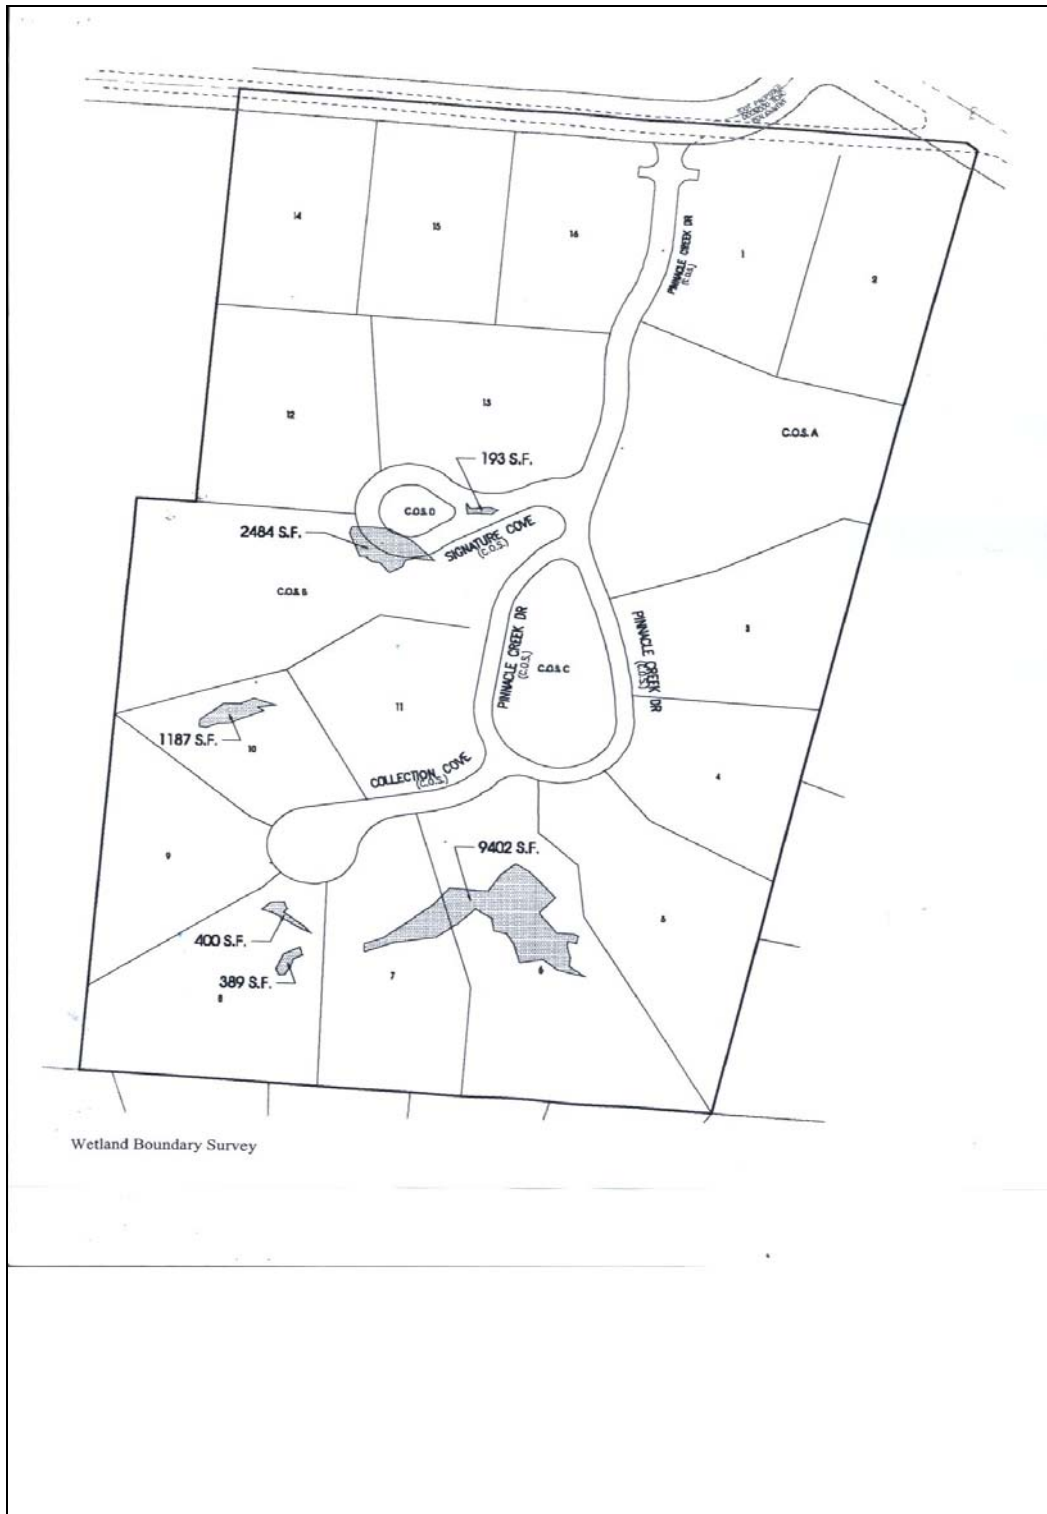 14
15
16
PINNACLE CREEK DR
(C.O.S.)
1
2
12
13
C.O.S. A
193 S.F.
C.O.S. D
2484 S.F.
SIGNATURE COVE
(C.O.S.)
C.O.S. B
3
PINNACLE CREEK DR
(C.O.S.)
C.O.S. C
PINNACLE CREEK DR
(C.O.S.)
11
1187 S.F.
10
COLLECTION COVE
(C.O.S.)
4
9402 S.F.
9
5
400 S.F.
389 S.F.
7
6
8
Wetland Boundary Survey